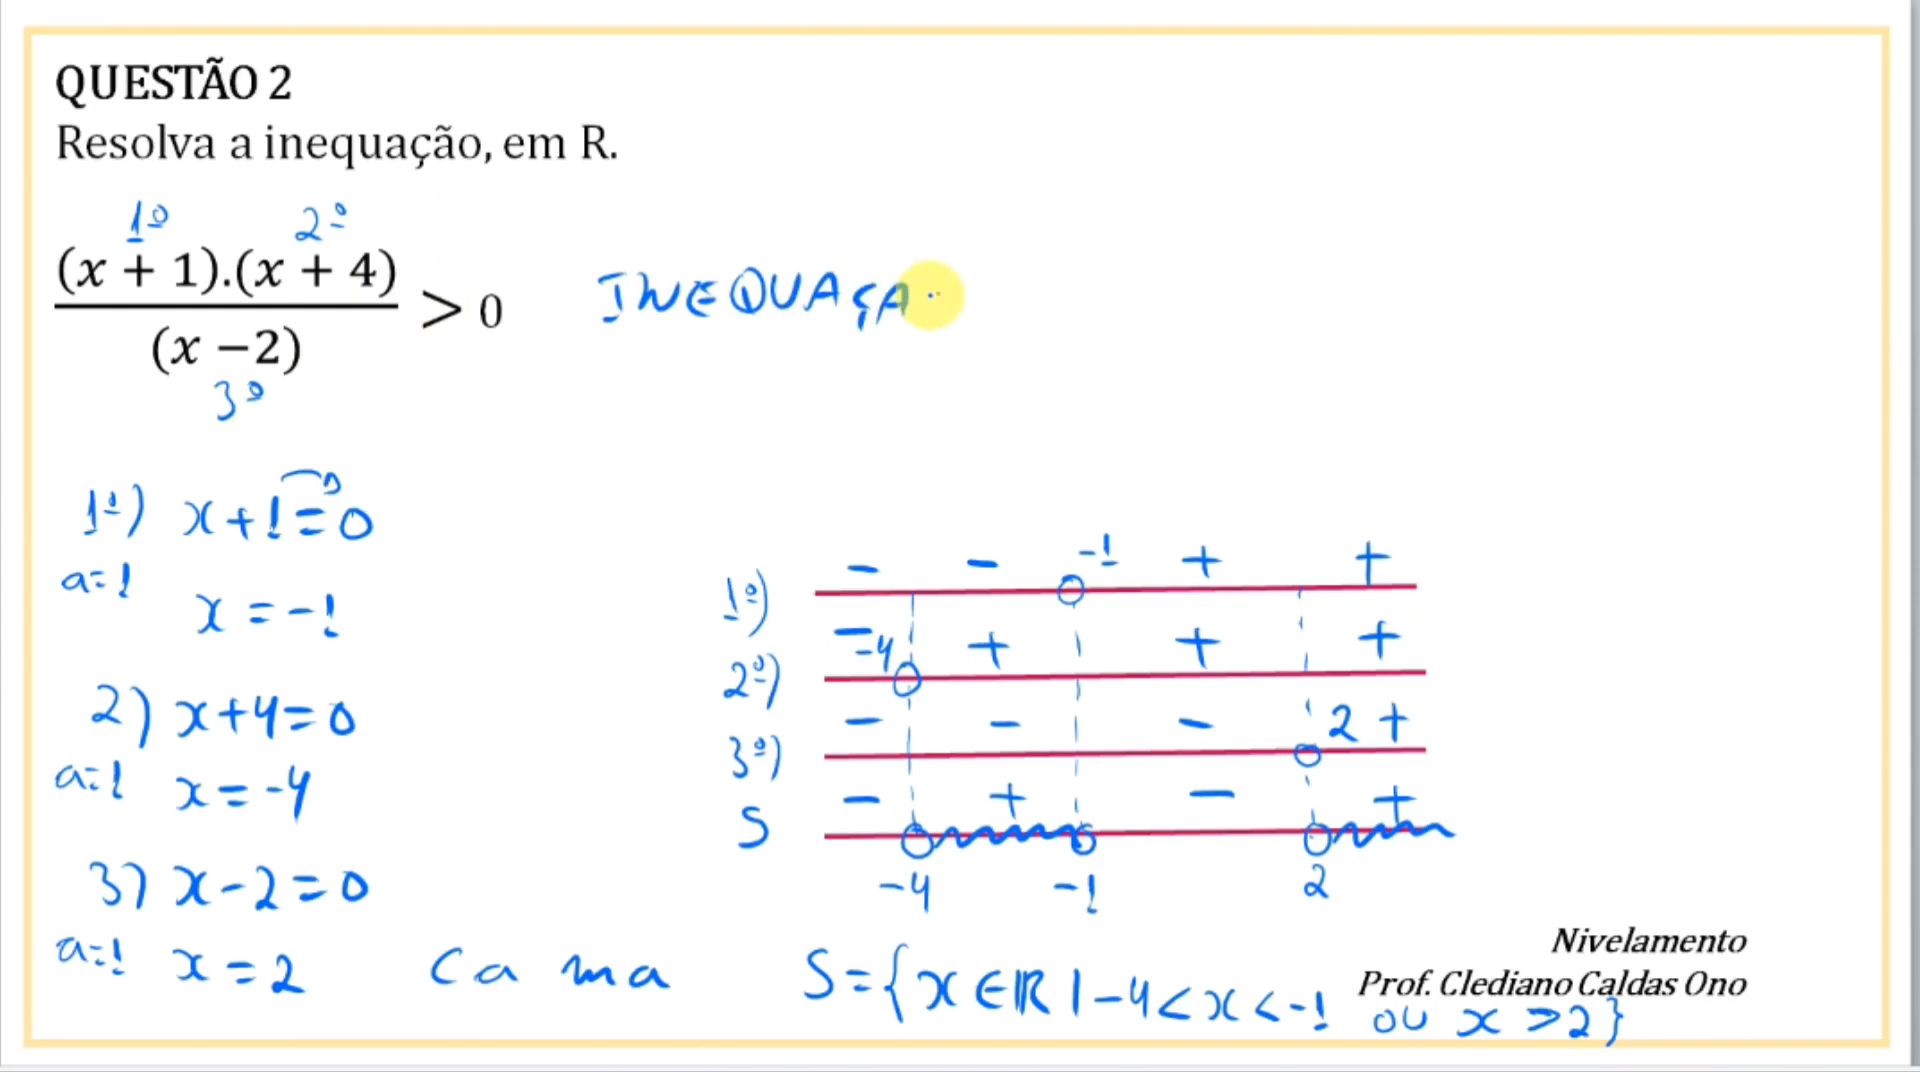 QUESTÃO 2
Resolva a inequação, em R.
1º 2º
(x + 1).(x + 4)
> 0
INEQUAÇA
(x − 2)
3º
1º) x+1=0
a=1
x = -1
2) x+4=0
a=1 x = -4
3) x-2=0
a=1 x = 2
- - -1 + +
1º)
- -4 + + +
2º)
- - - 2 +
3º)
- + - +
S
-4 -1 2
Ca ma
S={x ∈ ℝ | -4 < x < -1
ou x > 2}
Nivelamento
Prof. Clediano Caldas Ono